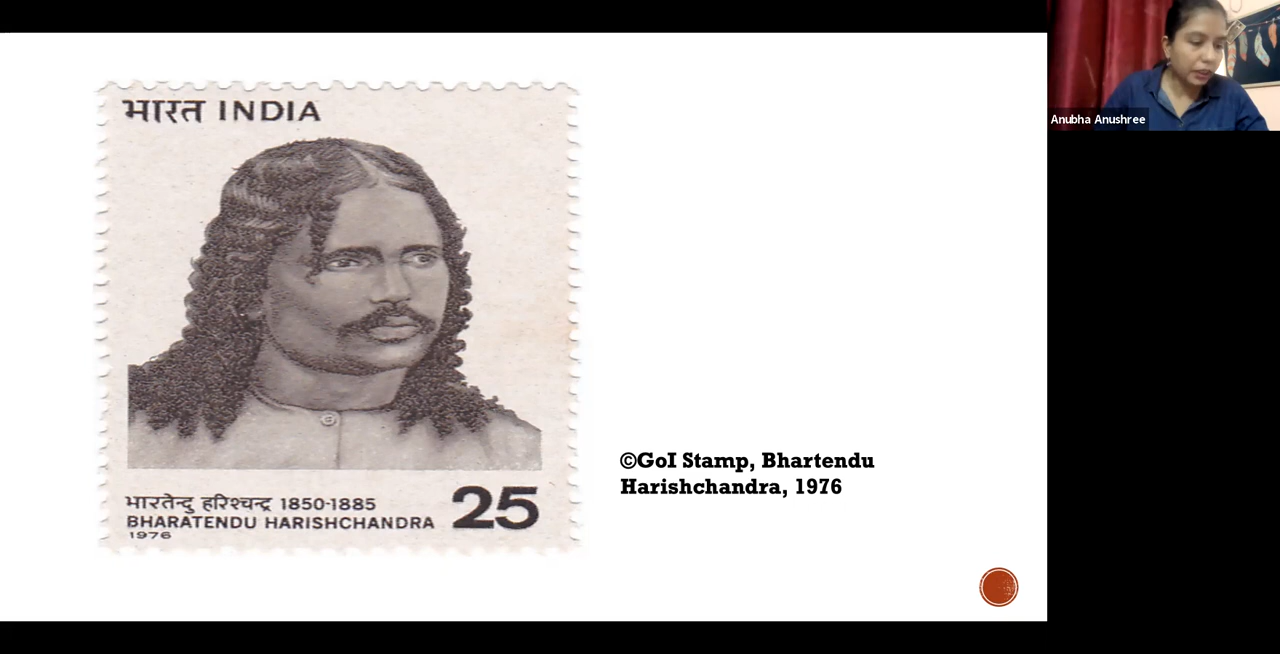 भारत INDIA
भारतेन्दु हरिश्चन्द्र 1850-1885
BHARATENDU HARISHCHANDRA
1976
25
©GoI Stamp, Bhartendu
Harishchandra, 1976
Anubha Anushree